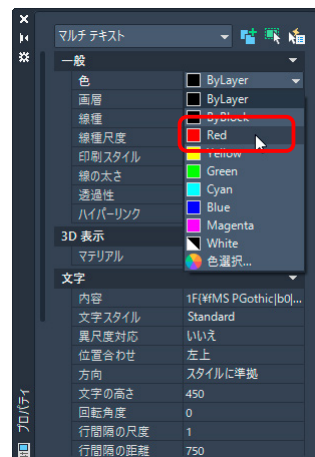 マルチ テキスト
一般
色 ByLayer
画層 ByLayer
線種 ByBlock
線種尺度 Red
印刷スタイル Yellow
線の太さ Green
透過性 Cyan
ハイパーリンク Blue
Magenta
3D 表示 White
マテリアル 色選択...
文字
内容 1F{¥fMS PGothic|b0|...
文字スタイル Standard
異尺度対応 いいえ
位置合わせ 左上
方向 スタイルに準拠
文字の高さ 450
回転角度 0
行間隔の尺度 1
行間隔の距離 750
プロパティ